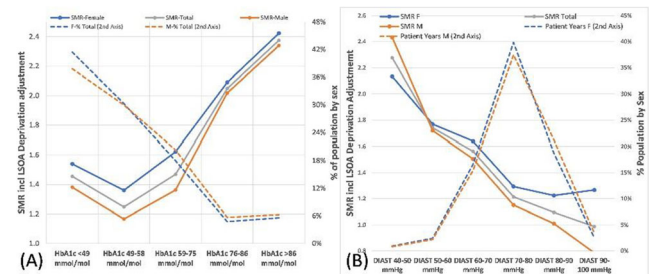 SMR-Female SMR-Total SMR-Male
F-% Total (2nd Axis) M-% Total (2nd Axis)
2.4
2.2
2.0
1.8
1.6
1.4
1.2
1.0
SMR incl LSOA Deprivation adjustment
48%
42%
36%
30%
24%
18%
12%
6%
0%
% of population by sex
(A)
HbA1c <49 HbA1c 49-58 HbA1c 59-75 HbA1c 76-86 HbA1c >86
mmol/mol mmol/mol mmol/mol mmol/mol mmol/mol
SMR F SMR Total
SMR M Patient Years F (2nd Axis)
Patient Years M (2nd Axis)
2.6
2.4
2.2
2.0
1.8
1.6
1.4
1.2
1.0
0.8
SMR incl LSOA Deprivation Adjustmemt
45%
40%
35%
30%
25%
20%
15%
10%
5%
0%
% Population by Sex
(B)
DIAST 40-50 DIAST 50-60 DIAST 60-70 DIAST 70-80 DIAST 80-90 DIAST 90-
mmHg mmHg mmHg mmHg mmHg 100 mmHg